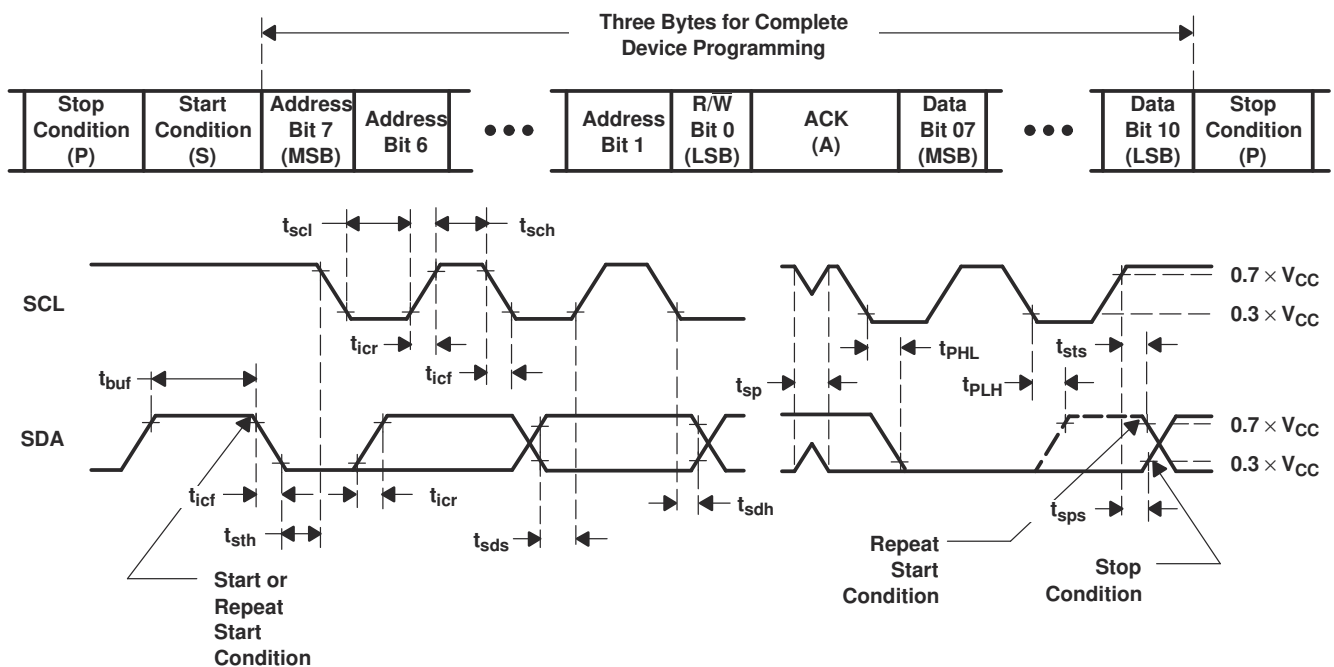 Three Bytes for Complete
Device Programming
Stop
Condition
(P)
Start
Condition
(S)
Address
Bit 7
(MSB)
Address
Bit 6
•••
Address
Bit 1
R/W̅
Bit 0
(LSB)
ACK
(A)
Data
Bit 07
(MSB)
•••
Data
Bit 10
(LSB)
Stop
Condition
(P)
tscl
tsch
SCL
0.7 × VCC
0.3 × VCC
ticr
ticf
tbuf
tsp
tPHL
tPLH
tsts
SDA
0.7 × VCC
0.3 × VCC
ticf
ticr
tsth
tsds
tsdh
tsps
Start or
Repeat
Start
Condition
Repeat
Start
Condition
Stop
Condition